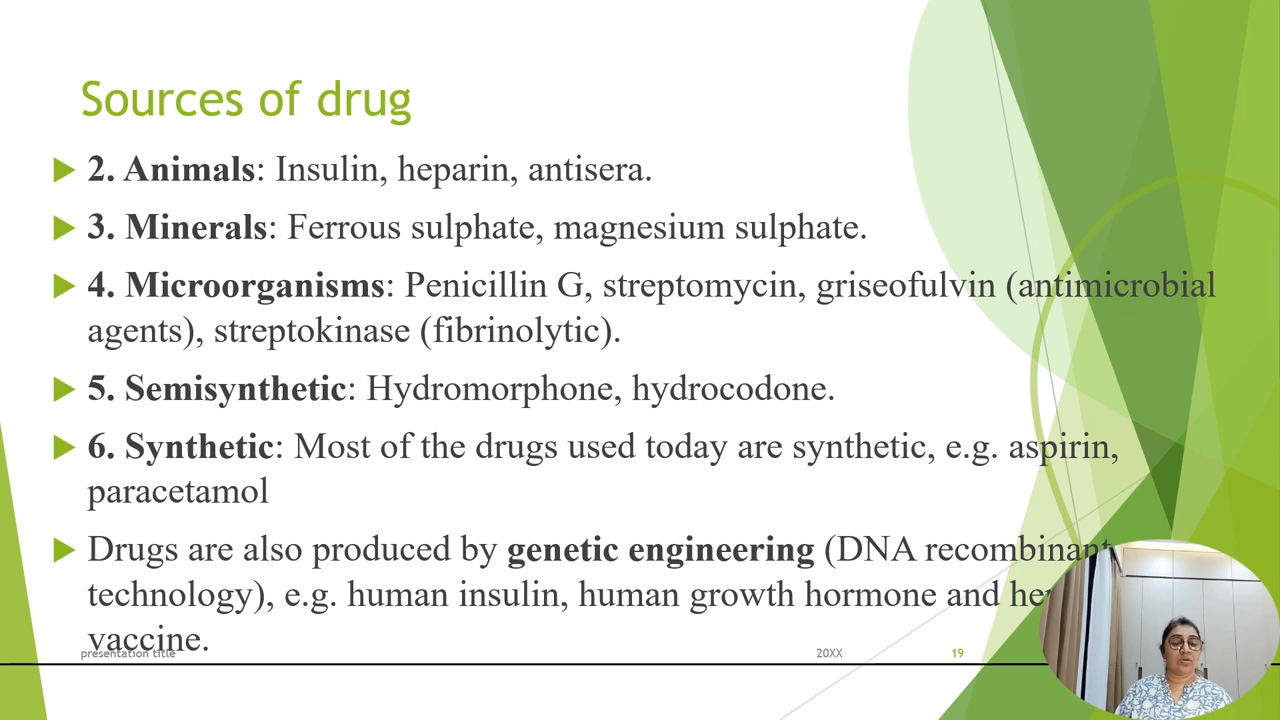 Sources of drug
2. Animals: Insulin, heparin, antisera.
3. Minerals: Ferrous sulphate, magnesium sulphate.
4. Microorganisms: Penicillin G, streptomycin, griseofulvin (antimicrobial
agents), streptokinase (fibrinolytic).
5. Semisynthetic: Hydromorphone, hydrocodone.
6. Synthetic: Most of the drugs used today are synthetic, e.g. aspirin,
paracetamol
Drugs are also produced by genetic engineering (DNA recombinant
technology), e.g. human insulin, human growth hormone and
vaccine.
presentation title 20XX 19